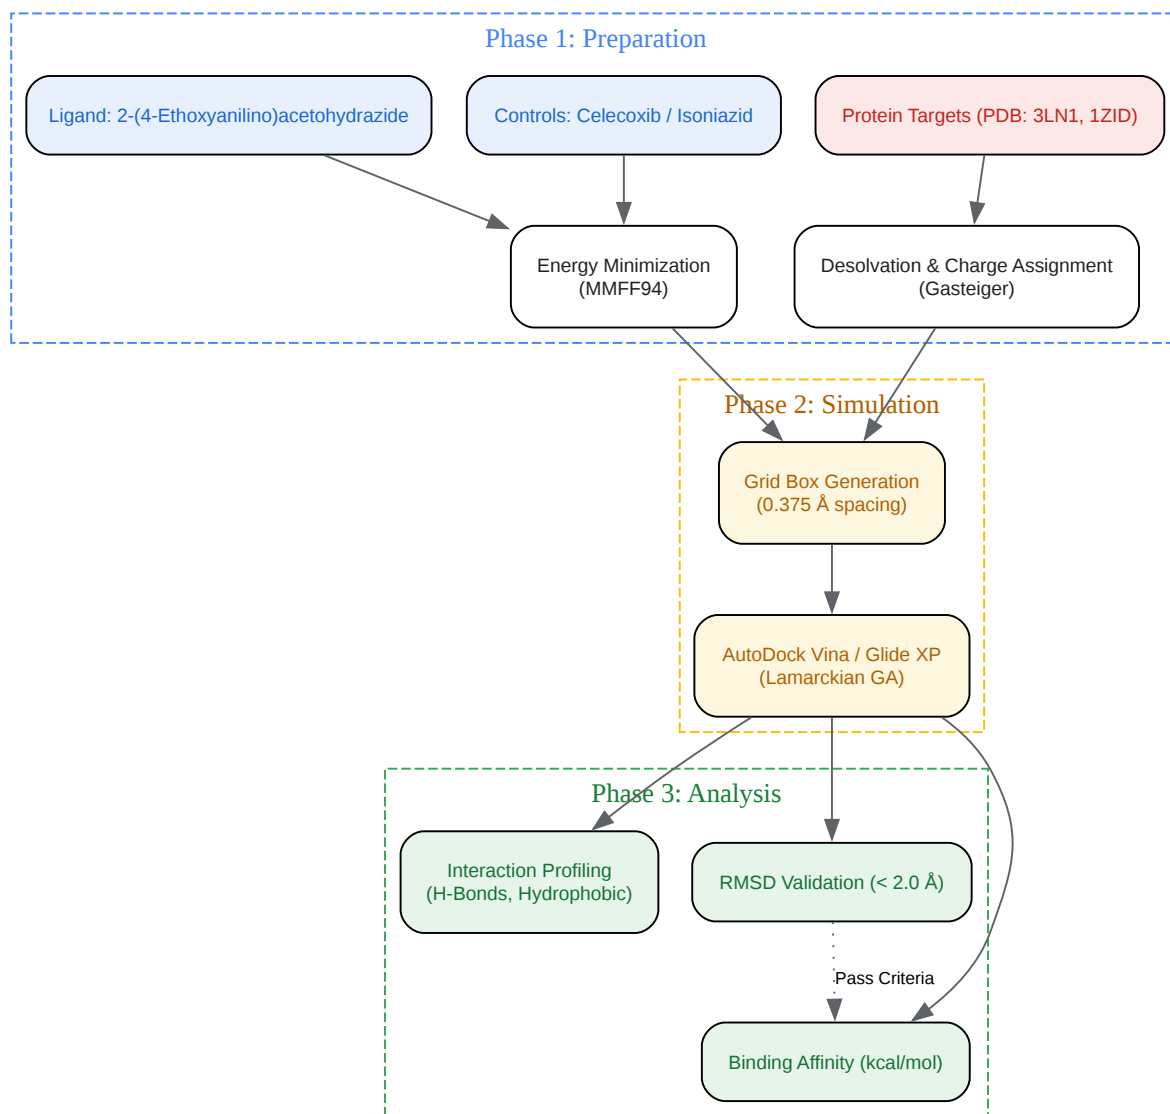 Phase 1: Preparation
Ligand: 2-(4-Ethoxyanilino)acetohydrazide
Controls: Celecoxib / Isoniazid
Protein Targets (PDB: 3LN1, 1ZID)
Energy Minimization
(MMFF94)
Desolvation & Charge Assignment
(Gasteiger)
Phase 2: Simulation
Grid Box Generation
(0.375 Å spacing)
AutoDock Vina / Glide XP
(Lamarckian GA)
Phase 3: Analysis
Interaction Profiling
(H-Bonds, Hydrophobic)
RMSD Validation (< 2.0 Å)
Pass Criteria
Binding Affinity (kcal/mol)